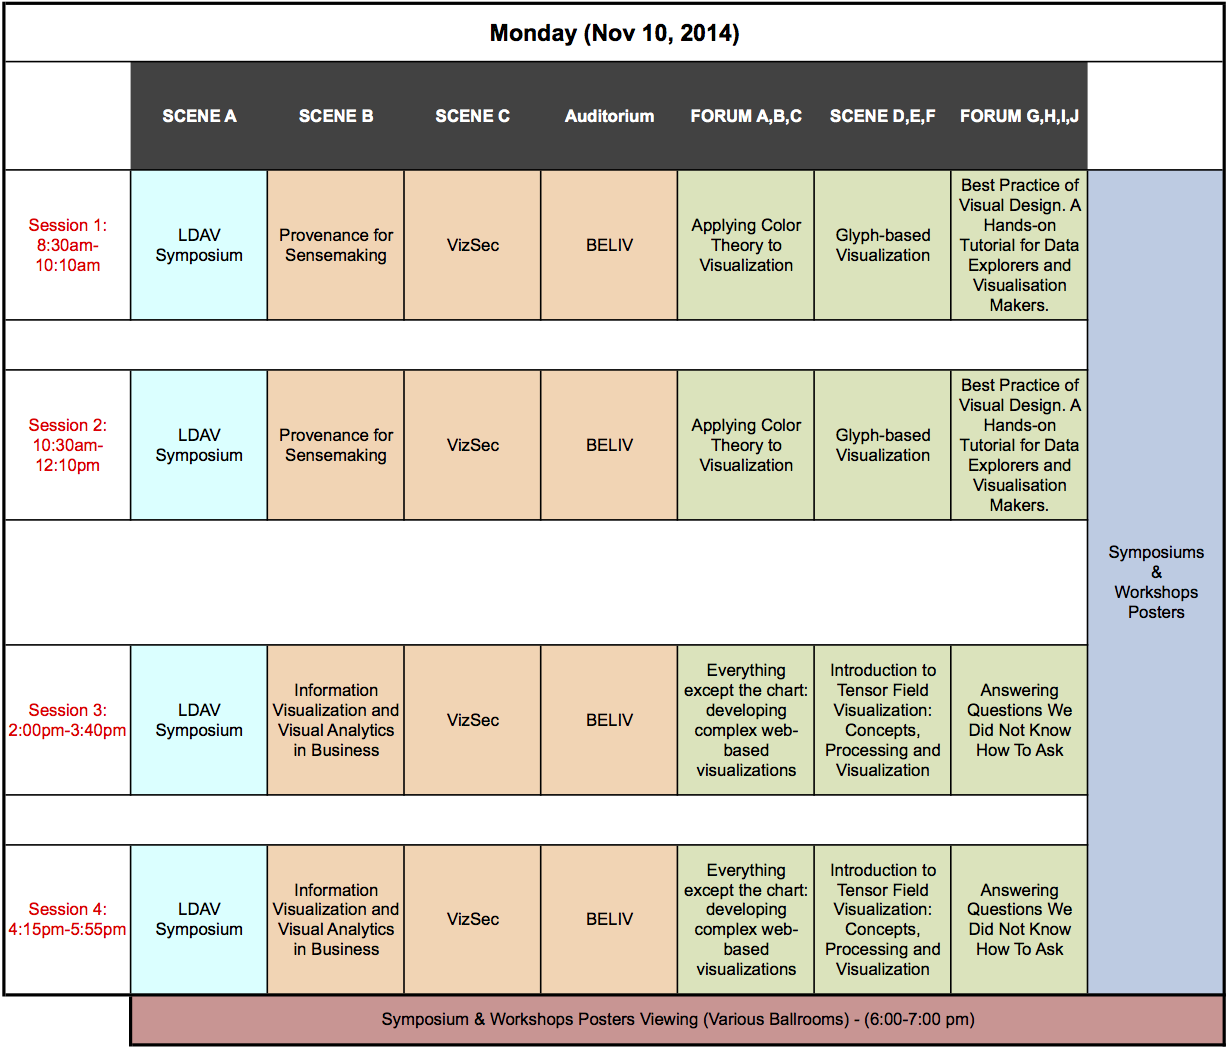 Monday (Nov 10, 2014)
SCENE A
SCENE B
SCENE C
Auditorium
FORUM A,B,C
SCENE D,E,F
FORUM G,H,I,J
Session 1:
8:30am-
10:10am
LDAV
Symposium
Provenance for
Sensemaking
VizSec
BELIV
Applying Color
Theory to
Visualization
Glyph-based
Visualization
Best Practice of
Visual Design. A
Hands-on
Tutorial for Data
Explorers and
Visualisation
Makers.
Session 2:
10:30am-
12:10pm
LDAV
Symposium
Provenance for
Sensemaking
VizSec
BELIV
Applying Color
Theory to
Visualization
Glyph-based
Visualization
Best Practice of
Visual Design. A
Hands-on
Tutorial for Data
Explorers and
Visualisation
Makers.
Symposiums
&
Workshops
Posters
Session 3:
2:00pm-3:40pm
LDAV
Symposium
Information
Visualization and
Visual Analytics
in Business
VizSec
BELIV
Everything
except the chart:
developing
complex web-
based
visualizations
Introduction to
Tensor Field
Visualization:
Concepts,
Processing and
Visualization
Answering
Questions We
Did Not Know
How To Ask
Session 4:
4:15pm-5:55pm
LDAV
Symposium
Information
Visualization and
Visual Analytics
in Business
VizSec
BELIV
Everything
except the chart:
developing
complex web-
based
visualizations
Introduction to
Tensor Field
Visualization:
Concepts,
Processing and
Visualization
Answering
Questions We
Did Not Know
How To Ask
Symposium & Workshops Posters Viewing (Various Ballrooms) - (6:00-7:00 pm)